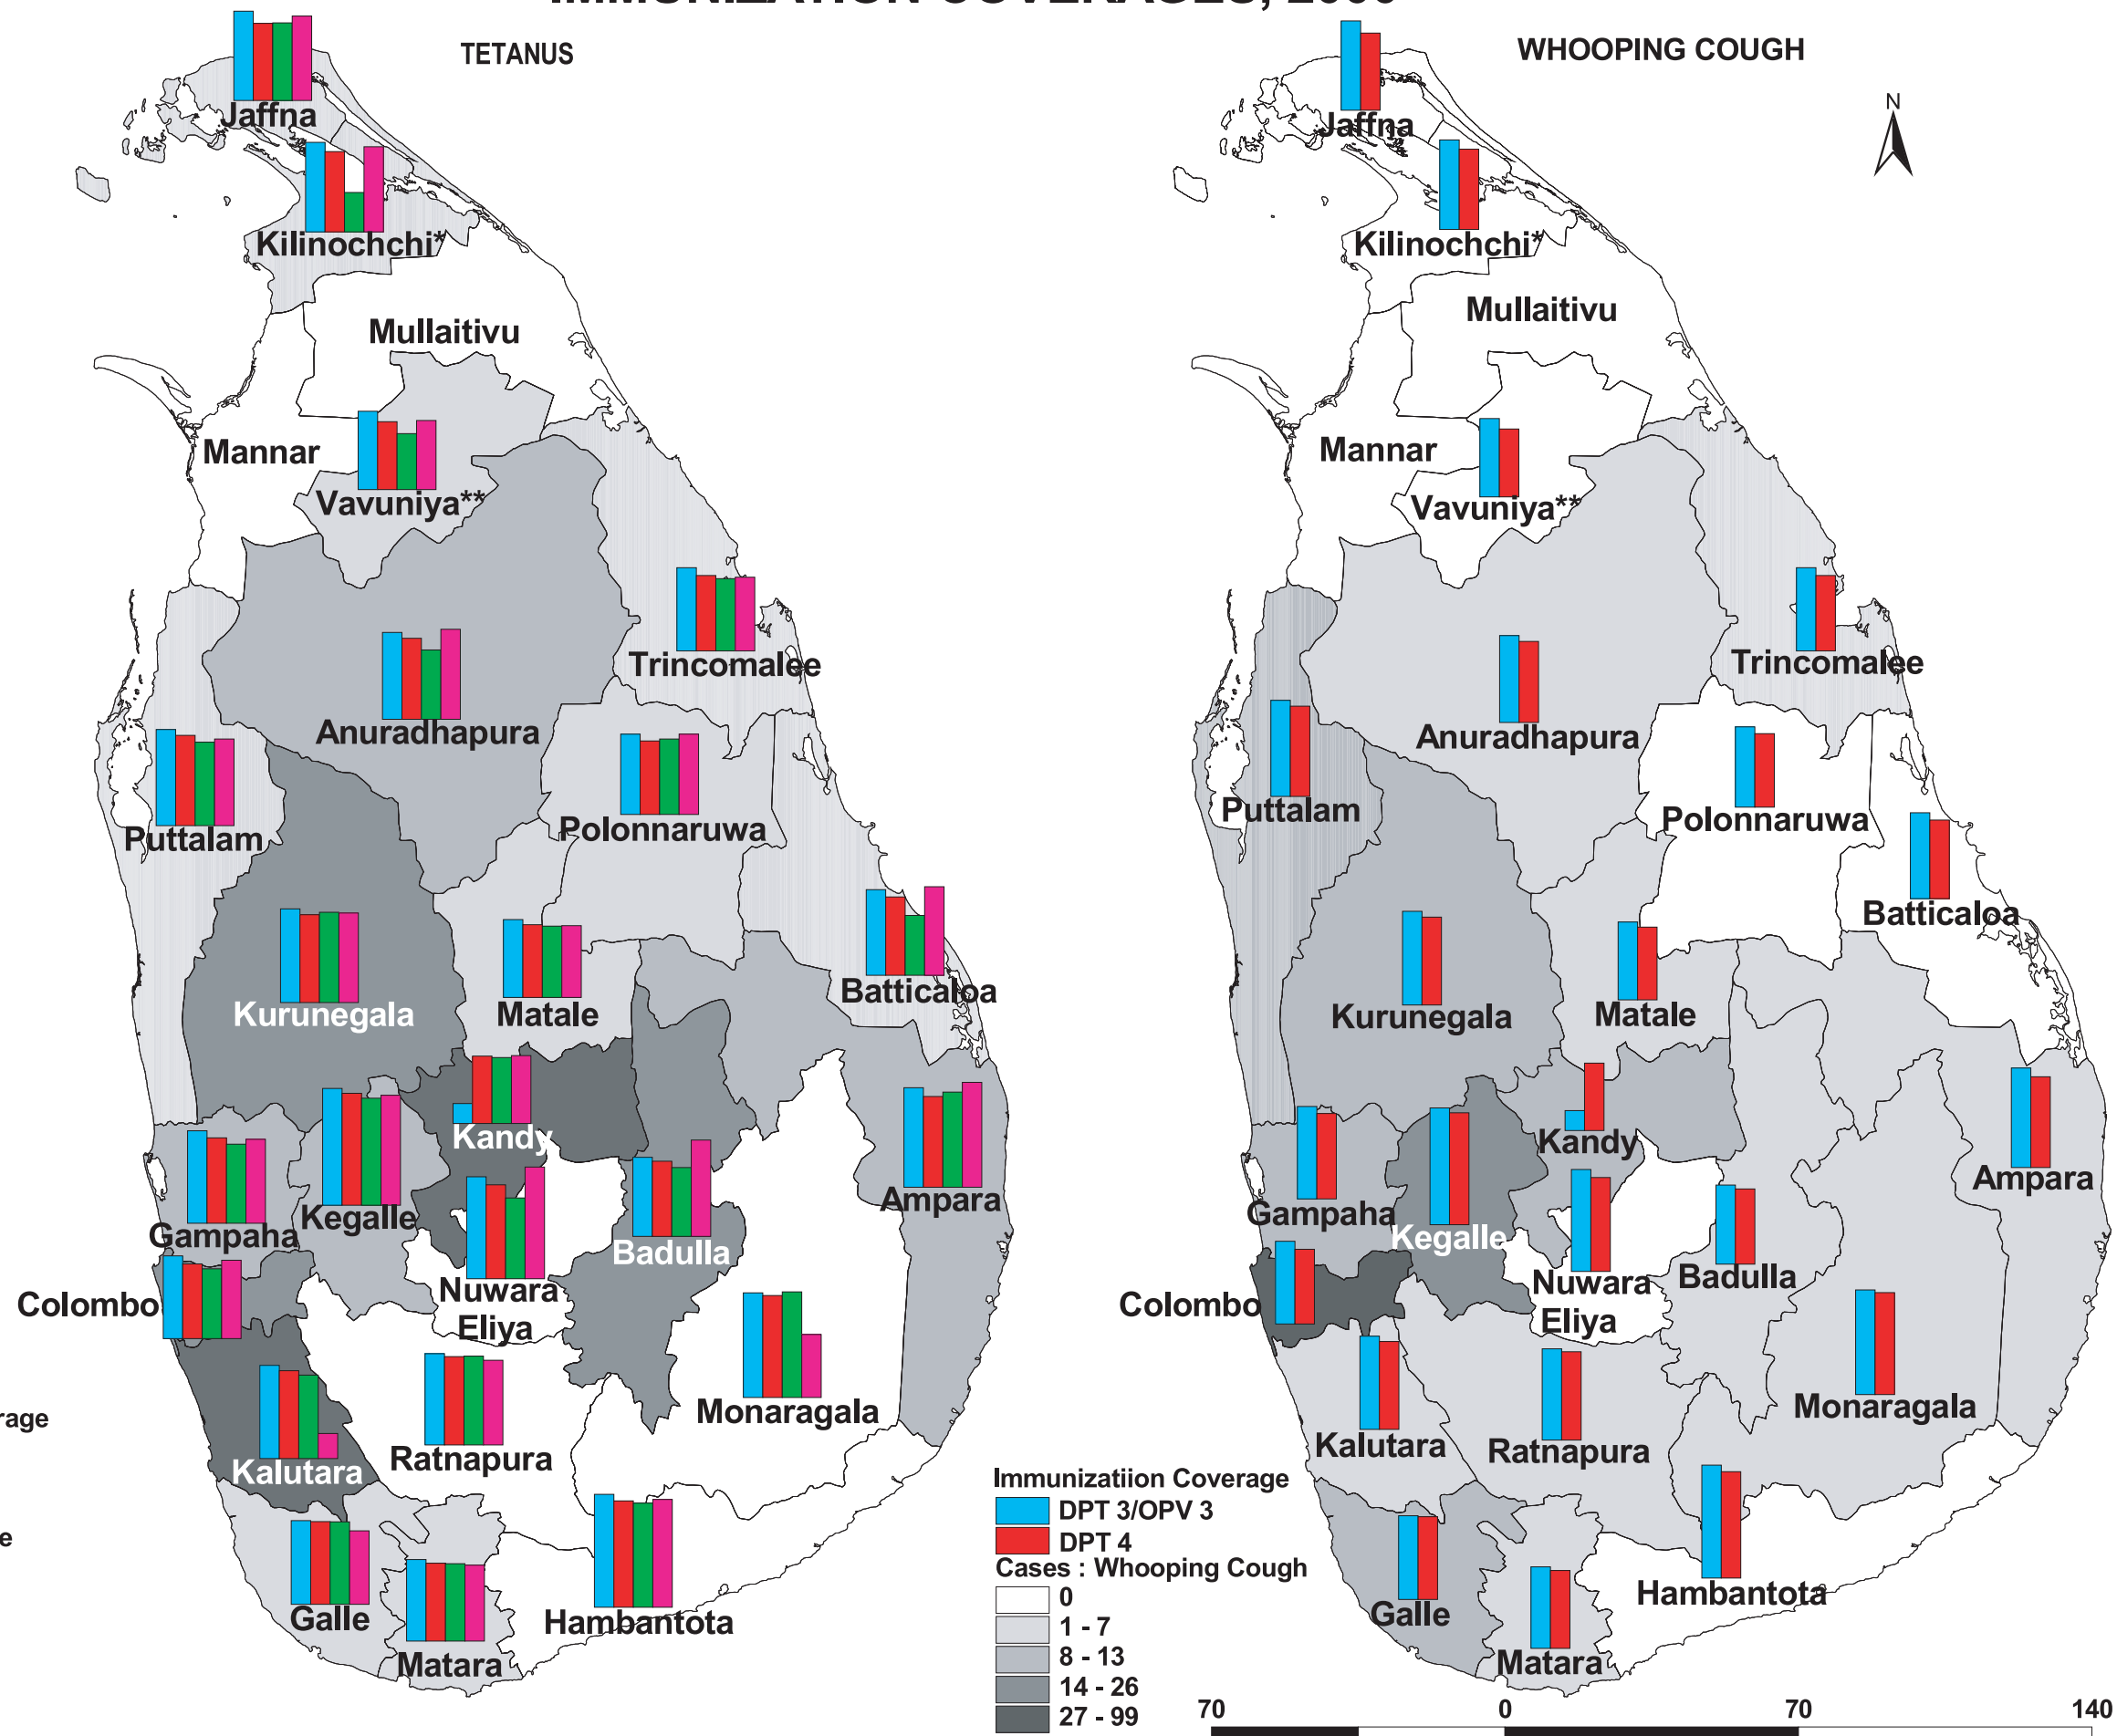 TETANUS
Jaffna
Kilinochchi*
Mullaitivu
Mannar
Vavuniya**
Trincomalee
Anuradhapura
Puttalam
Polonnaruwa
Batticaloa
Kurunegala
Matale
Kandy
Ampara
Kegalle
Gampaha
Badulla
Nuwara
Eliya
Colombo
Monaragala
Ratnapura
Kalutara
Galle
Hambantota
Matara
WHOOPING COUGH
N
Jaffna
Kilinochchi*
Mullaitivu
Mannar
Vavuniya**
Trincomalee
Anuradhapura
Puttalam
Polonnaruwa
Batticaloa
Kurunegala
Matale
Kandy
Ampara
Gampaha
Kegalle
Badulla
Nuwara
Eliya
Colombo
Monaragala
Kalutara
Ratnapura
Hambantota
Galle
Matara
Immunizatiion Coverage
DPT 3/OPV 3
DPT 4
Cases : Whooping Cough
0
1 - 7
8 - 13
14 - 26
27 - 99
70 0 70 140